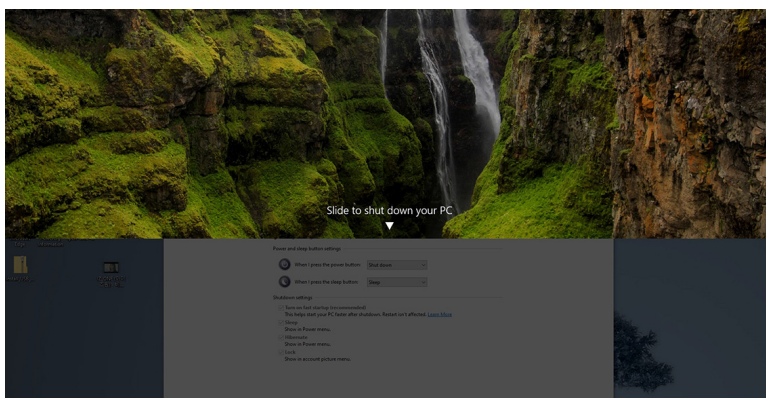 Slide to shut down your PC
Power and sleep button settings
When I press the power button: Shut down
When I press the sleep button: Sleep
Shutdown settings
Turn on fast startup (recommended)
This helps start your PC faster after shutdown. Restart isn't affected. Learn More
Sleep
Show in Power menu.
Hibernate
Show in Power menu.
Lock
Show in account picture menu.